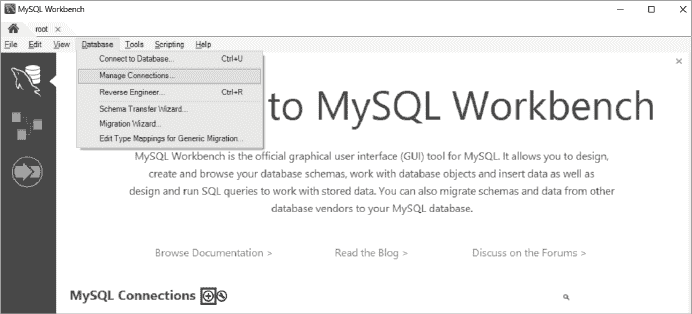 MySQL Workbench
root x
File Edit View Database Tools Scripting Help
Connect to Database... Ctrl+U
Manage Connections...
Reverse Engineer... Ctrl+R
Schema Transfer Wizard...
Migration Wizard...
Edit Type Mappings for Generic Migration...
to MySQL Workbench
MySQL Workbench is the official graphical user interface (GUI) tool for MySQL. It allows you to design,
create and browse your database schemas, work with database objects and insert data as well as
design and run SQL queries to work with stored data. You can also migrate schemas and data from other
database vendors to your MySQL database.
Browse Documentation > Read the Blog > Discuss on the Forums >
MySQL Connections